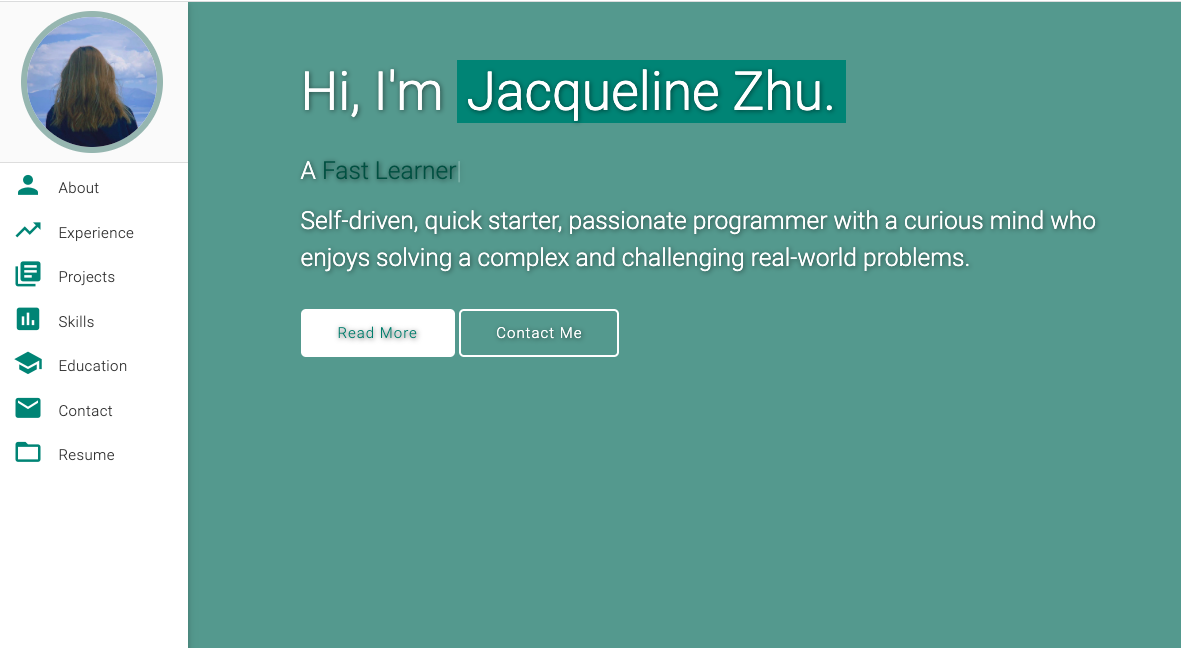 About
Experience
Projects
Skills
Education
Contact
Resume
Hi, I'm Jacqueline Zhu.
A Fast Learner
Self-driven, quick starter, passionate programmer with a curious mind who
enjoys solving a complex and challenging real-world problems.
Read More
Contact Me